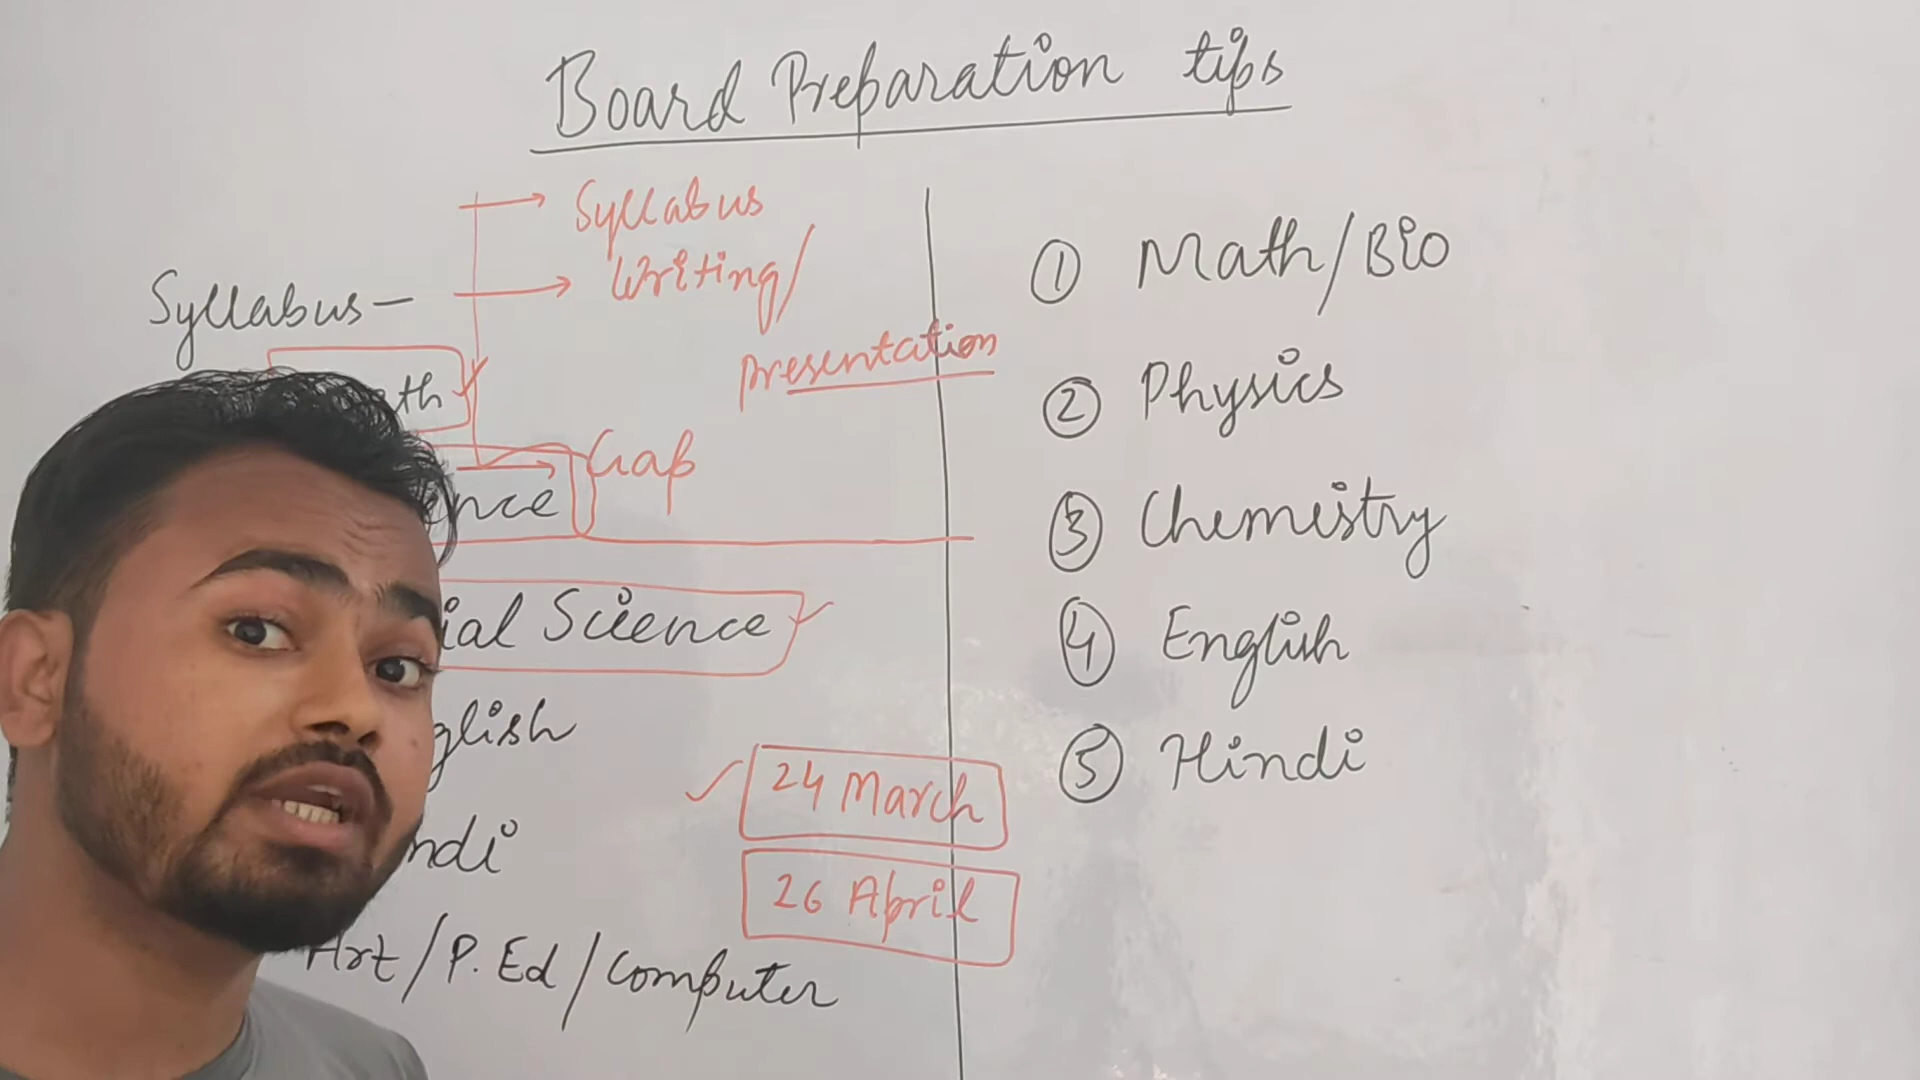 Board Preparation tips
Syllabus
Writing/
presentation
Syllabus-
Gap
Science
24 March
26 April
Art/P. Ed/Computer
① Math/Bio
② Physics
③ Chemistry
④ English
⑤ Hindi